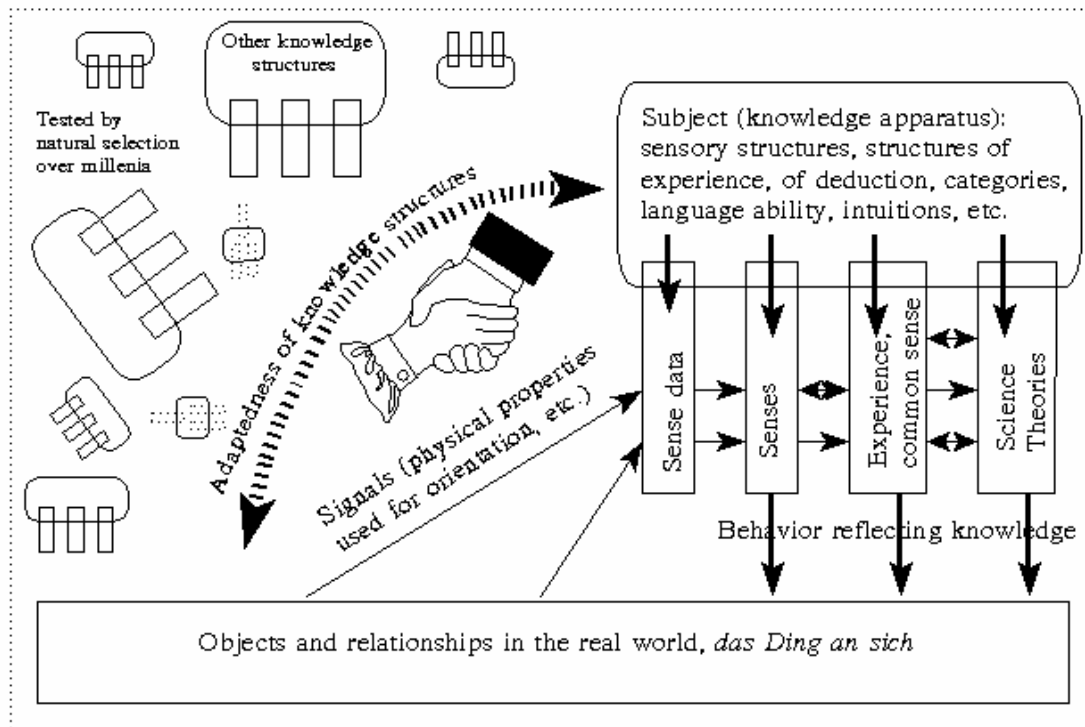 Other knowledge
structures
Tested by
natural selection
over millenia
Subject (knowledge apparatus):
sensory structures, structures of
experience, of deduction, categories,
language ability, intuitions, etc.
Adaptedness of knowledge structures
Signals (physical properties
used for orientation, etc.)
Sense data
Senses
Experience,
common sense
Science
Theories
Behavior reflecting knowledge
Objects and relationships in the real world, das Ding an sich